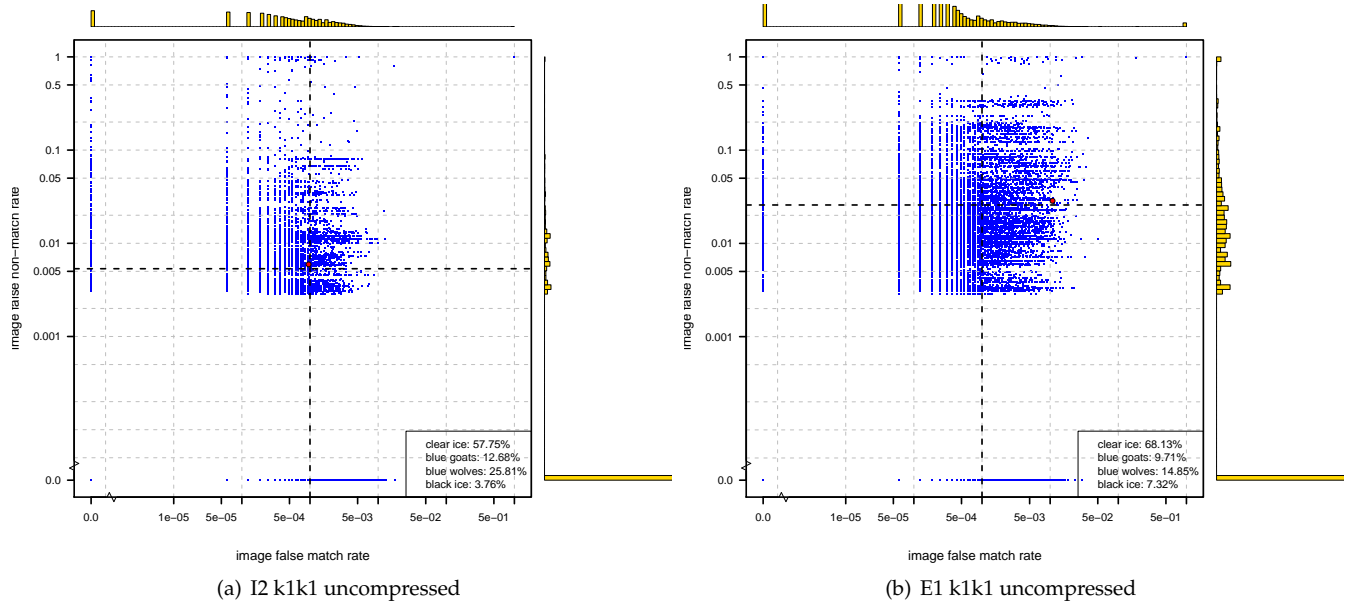 1
0.5
0.1
0.05
0.01
0.005
0.001
0.0
image false non−match rate
clear ice: 57.75%
blue goats: 12.68%
blue wolves: 25.81%
black ice: 3.76%
0.0 1e−05 5e−05 5e−04 5e−03 5e−02 5e−01
image false match rate
(a) I2 k1k1 uncompressed
1
0.5
0.1
0.05
0.01
0.005
0.001
0.0
image false non−match rate
clear ice: 68.13%
blue goats: 9.71%
blue wolves: 14.85%
black ice: 7.32%
0.0 1e−05 5e−05 5e−04 5e−03 5e−02 5e−01
image false match rate
(b) E1 k1k1 uncompressed